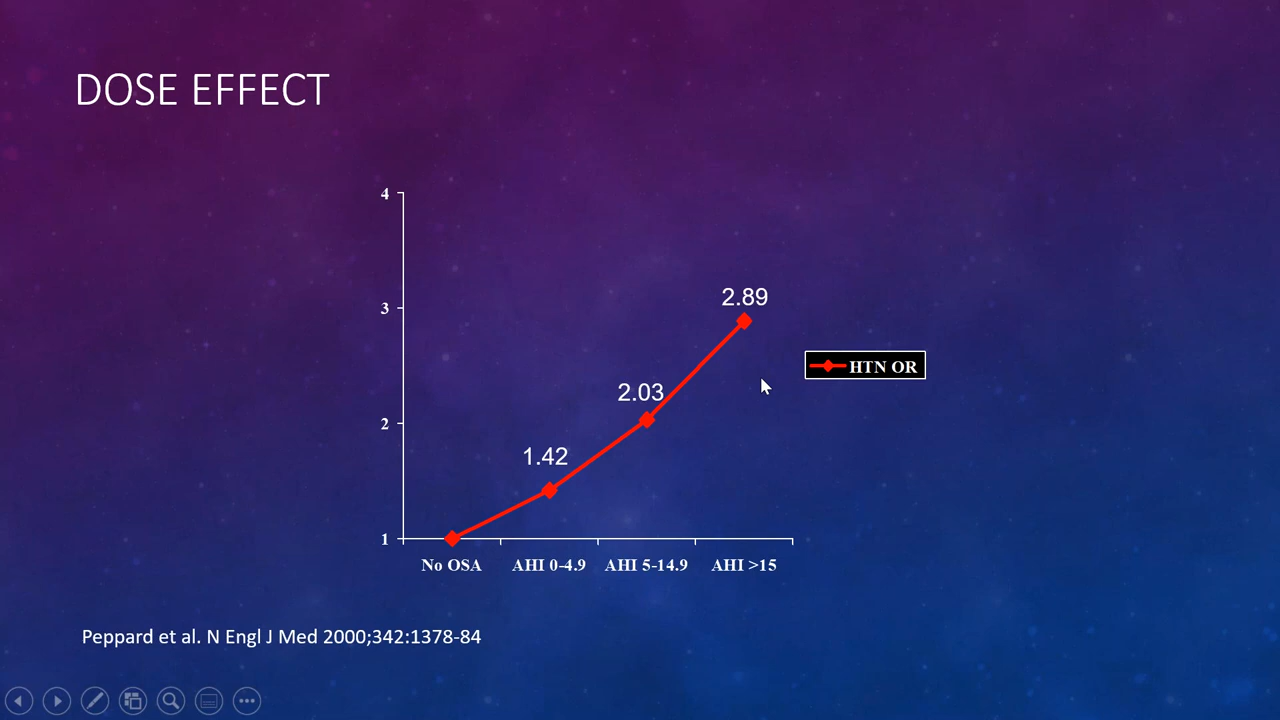 DOSE EFFECT
4
3
2
1
2.89
2.03
1.42
HTN OR
No OSA AHI 0-4.9 AHI 5-14.9 AHI >15
Peppard et al. N Engl J Med 2000;342:1378-84